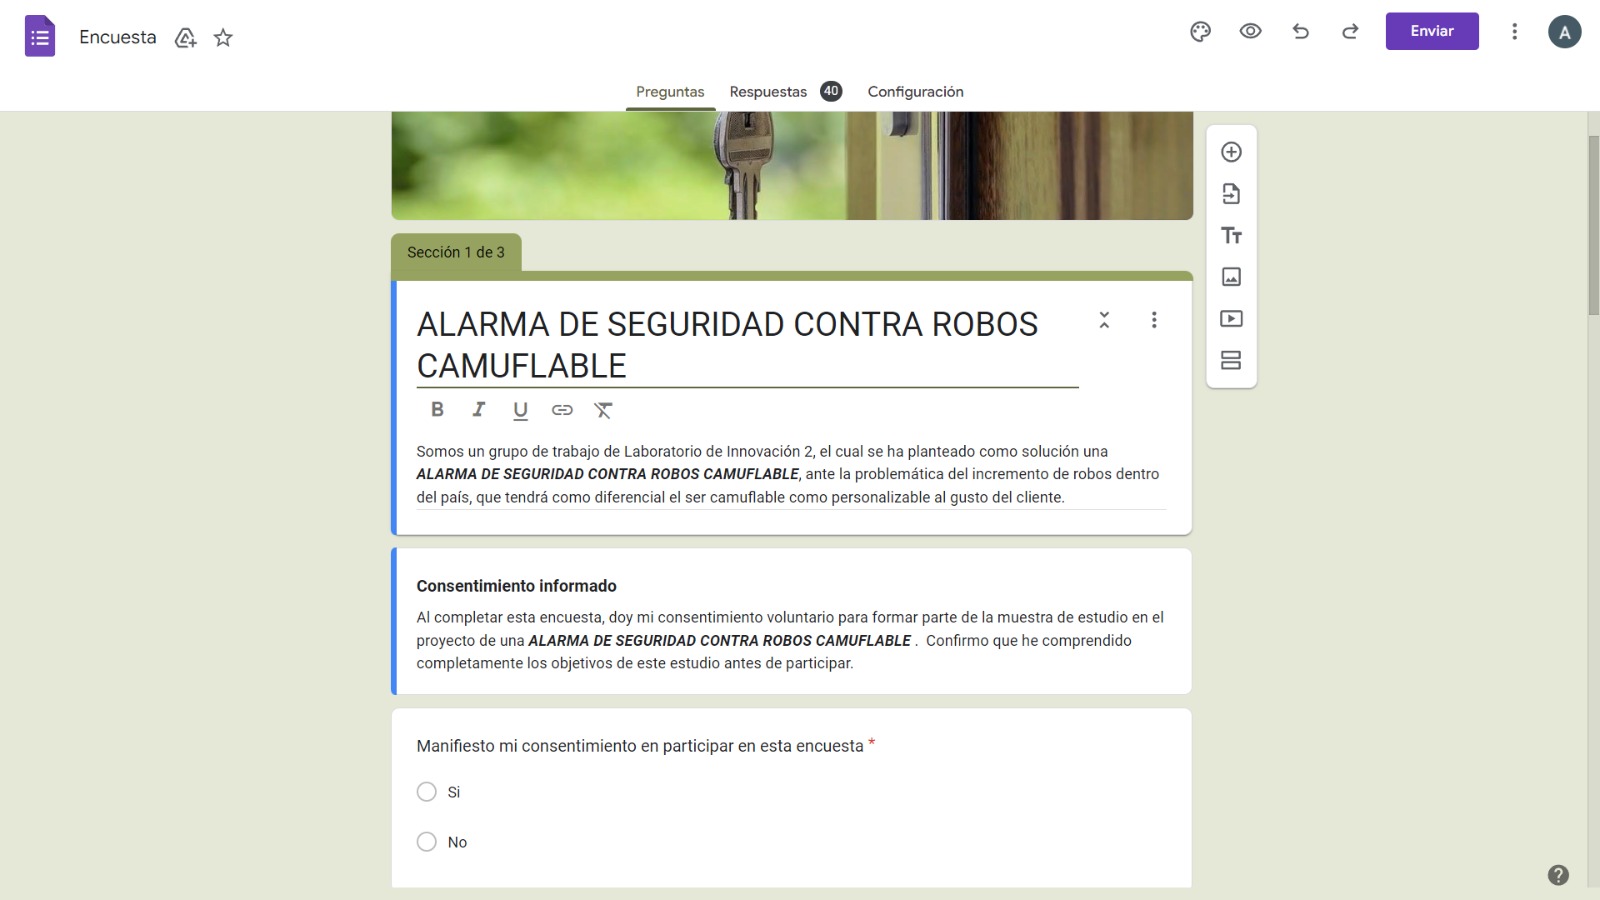 Encuesta
Enviar
A
Preguntas
Respuestas 40
Configuración
Sección 1 de 3
ALARMA DE SEGURIDAD CONTRA ROBOS
CAMUFLABLE
B I U
Somos un grupo de trabajo de Laboratorio de Innovación 2, el cual se ha planteado como solución una
ALARMA DE SEGURIDAD CONTRA ROBOS CAMUFLABLE, ante la problemática del incremento de robos dentro
del país, que tendrá como diferencial el ser camuflable como personalizable al gusto del cliente.
Consentimiento informado
Al completar esta encuesta, doy mi consentimiento voluntario para formar parte de la muestra de estudio en el
proyecto de una ALARMA DE SEGURIDAD CONTRA ROBOS CAMUFLABLE . Confirmo que he comprendido
completamente los objetivos de este estudio antes de participar.
Manifiesto mi consentimiento en participar en esta encuesta *
Si
No